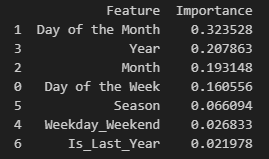 Feature Importance
1 Day of the Month 0.323528
3 Year 0.207863
2 Month 0.193148
0 Day of the Week 0.160556
5 Season 0.066094
4 Weekday_Weekend 0.026833
6 Is_Last_Year 0.021978